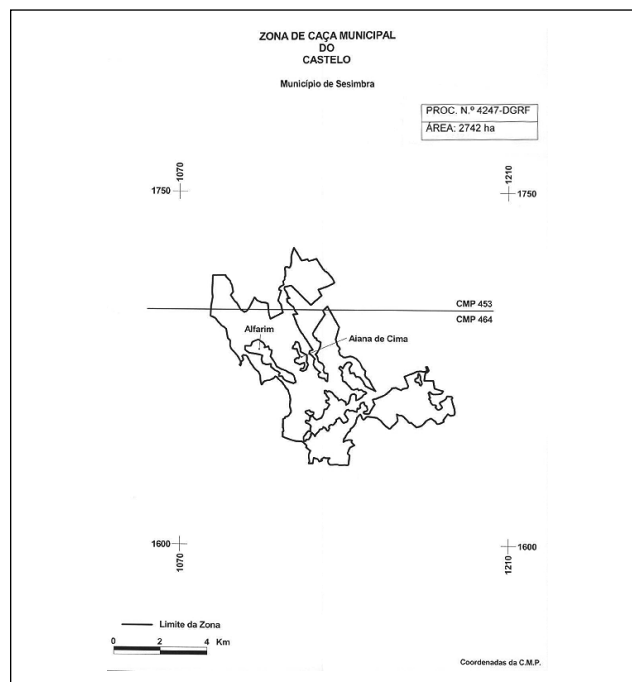 ZONA DE CAÇA MUNICIPAL
DO
CASTELO
Município de Sesimbra
PROC. N.º 4247-DGRF
ÁREA: 2742 ha
1070
1210
1750
1750
CMP 453
CMP 464
Alfarim
Aiana de Cima
1600
1600
1070
1210
Limite da Zona
0 2 4 Km
Coordenadas da C.M.P.